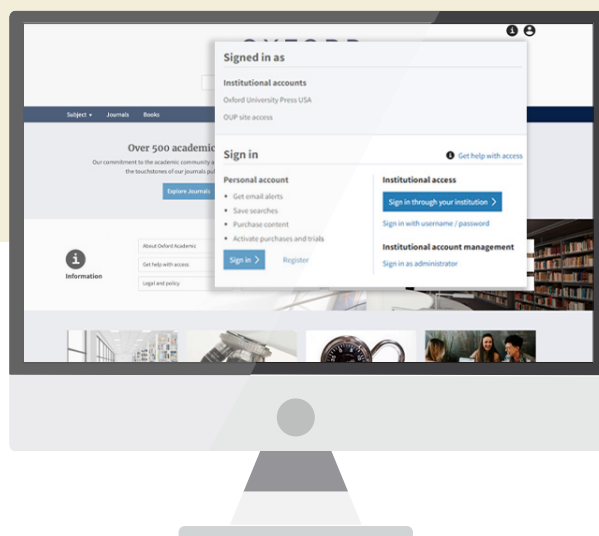 OXFORD
Signed in as
Institutional accounts
Oxford University Press USA
OUP site access
Subject
Journals
Books
Over 500 academic
Our commitment to the academic community a
the touchstones of our journals pu
Explore Journals
Sign in
Get help with access
Personal account
Get email alerts
Save searches
Purchase content
Activate purchases and trials
Sign in
Register
Institutional access
Sign in through your institution
Sign in with username / password
Institutional account management
Sign in as administrator
Information
About Oxford Academic
Get help with access
Legal and policy